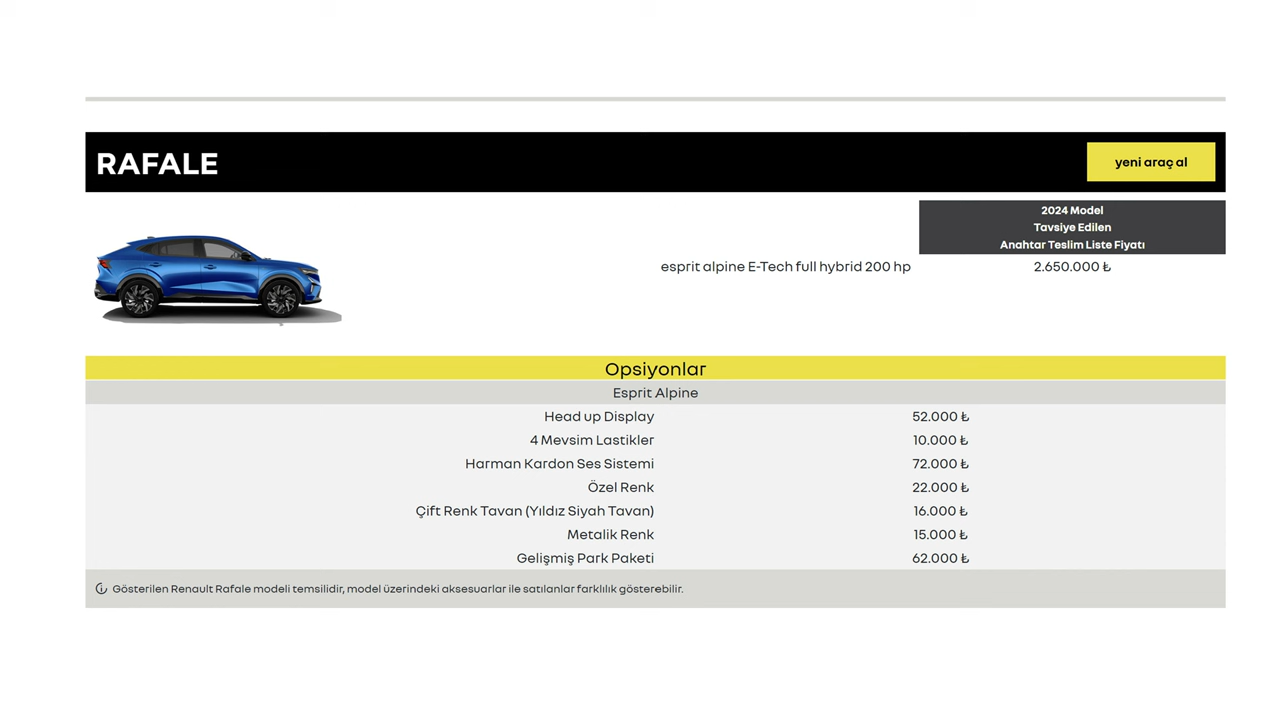 RAFALE
yeni araç al
2024 Model
Tavsiye Edilen
Anahtar Teslim Liste Fiyatı
esprit alpine E-Tech full hybrid 200 hp 2.650.000 ₺
Opsiyonlar
Esprit Alpine
Head up Display 52.000 ₺
4 Mevsim Lastikler 10.000 ₺
Harman Kardon Ses Sistemi 72.000 ₺
Özel Renk 22.000 ₺
Çift Renk Tavan (Yıldız Siyah Tavan) 16.000 ₺
Metalik Renk 15.000 ₺
Gelişmiş Park Paketi 62.000 ₺
Gösterilen Renault Rafale modeli temsilidir, model üzerindeki aksesuarlar ile satılanlar farklılık gösterebilir.